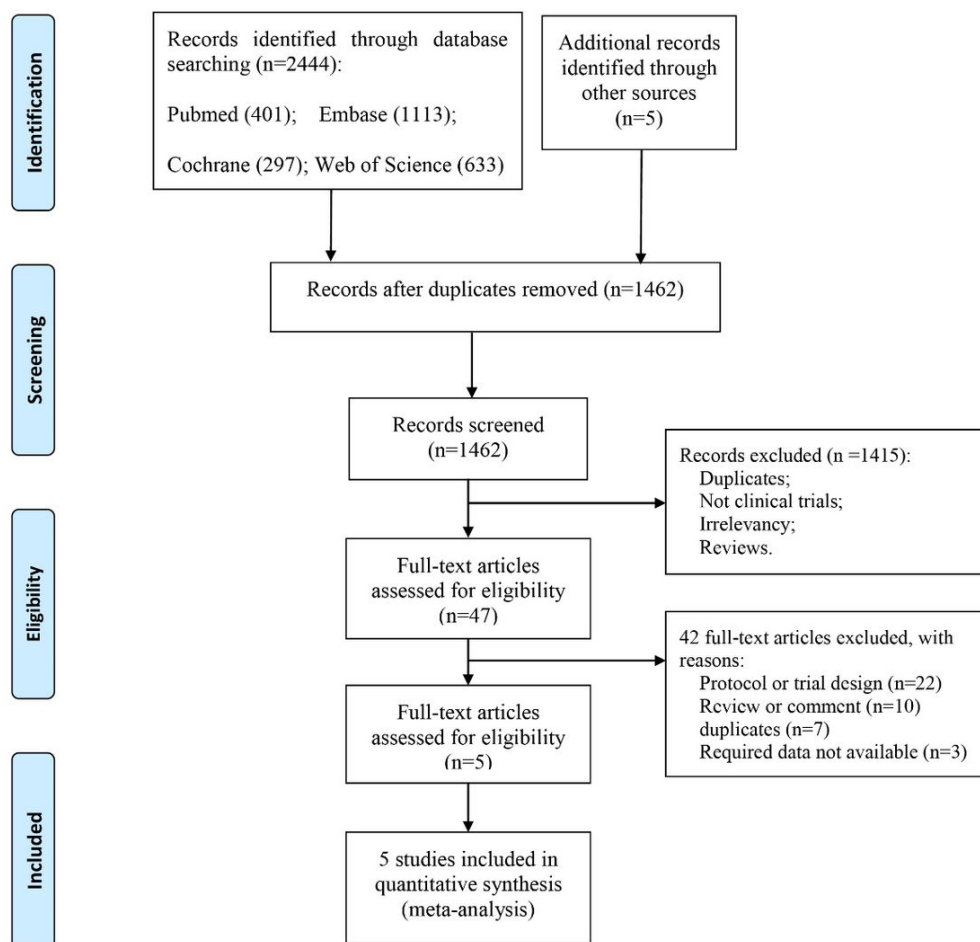 Identification
Records identified through database
searching (n=2444):
Pubmed (401); Embase (1113);
Cochrane (297); Web of Science (633)
Additional records
identified through
other sources
(n=5)
Screening
Records after duplicates removed (n=1462)
Records screened
(n=1462)
Records excluded (n =1415):
Duplicates;
Not clinical trials;
Irrelevancy;
Reviews.
Eligibility
Full-text articles
assessed for eligibility
(n=47)
42 full-text articles excluded, with
reasons:
Protocol or trial design (n=22)
Review or comment (n=10)
duplicates (n=7)
Required data not available (n=3)
Full-text articles
assessed for eligibility
(n=5)
Included
5 studies included in
quantitative synthesis
(meta-analysis)